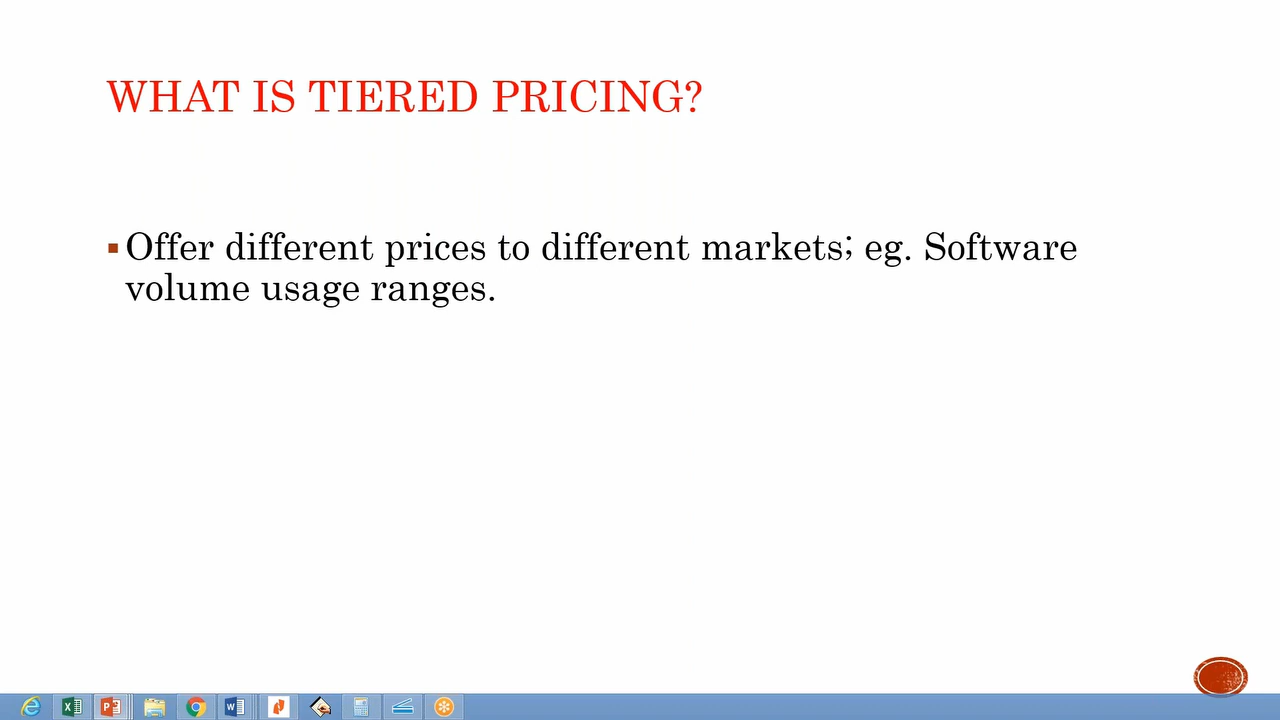 WHAT IS TIERED PRICING?
Offer different prices to different markets; eg. Software
volume usage ranges.